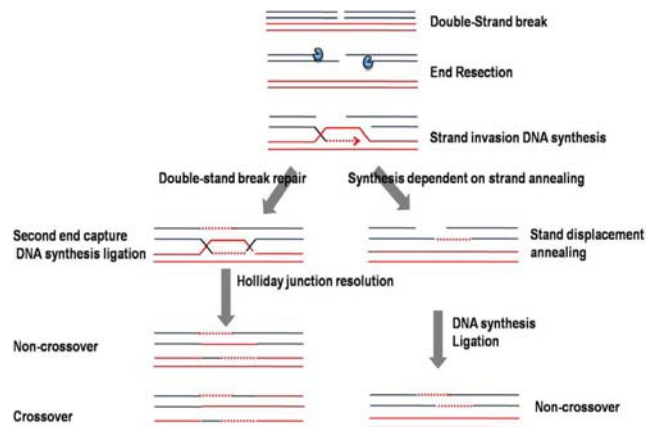 Double-Strand break
End Resection
Strand invasion DNA synthesis
Double-stand break repair
Synthesis dependent on strand annealing
Second end capture
DNA synthesis ligation
Stand displacement
annealing
Holliday junction resolution
DNA synthesis
Ligation
Non-crossover
Crossover
Non-crossover